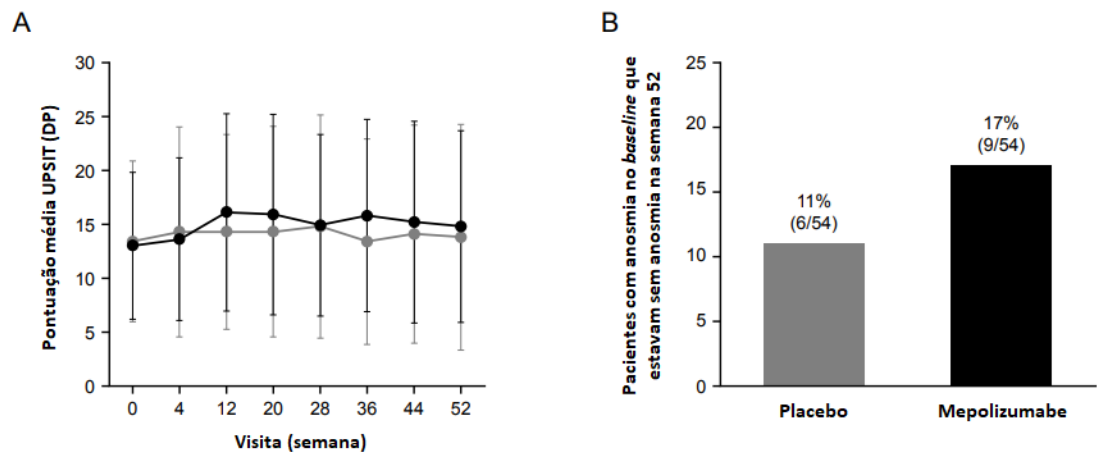 A
Pontuação média UPSIT (DP)
30
25
20
15
10
5
0
0 4 12 20 28 36 44 52
Visita (semana)
B
Pacientes com anosmia no baseline que
estavam sem anosmia na semana 52
25
20
15
10
5
0
11%
(6/54)
17%
(9/54)
Placebo Mepolizumabe